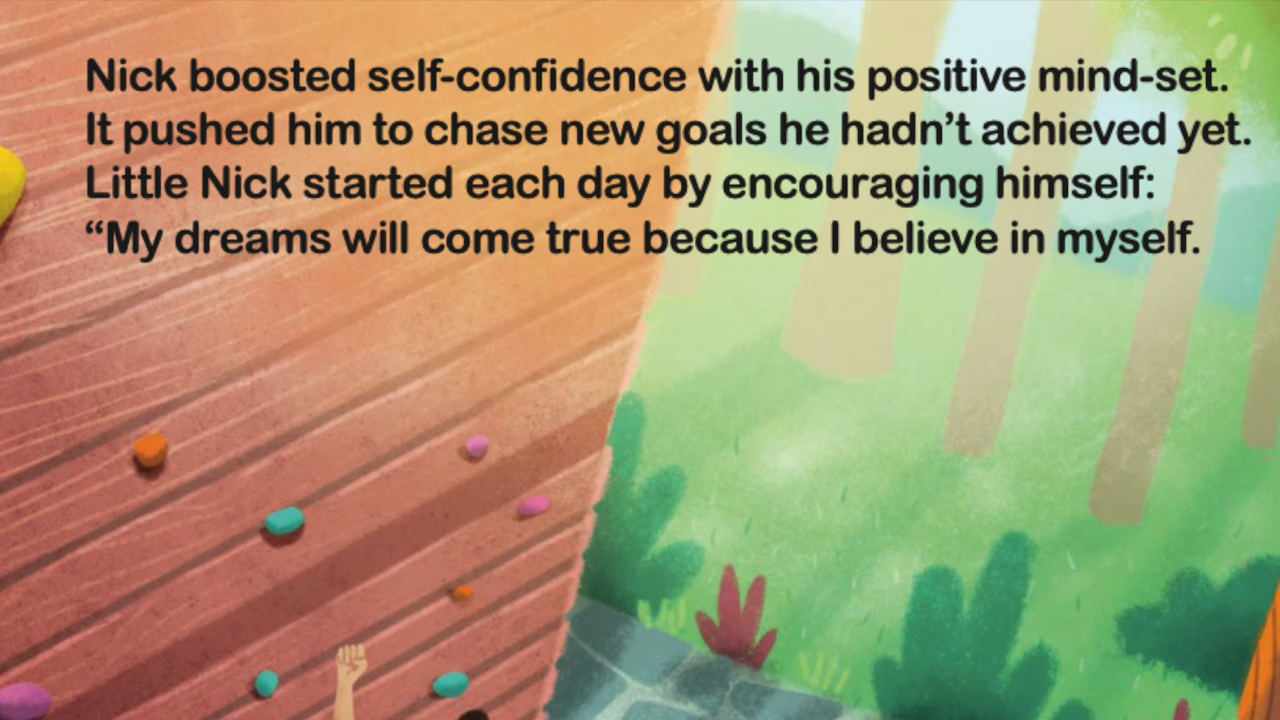 Nick boosted self-confidence with his positive mind-set.
It pushed him to chase new goals he hadn’t achieved yet.
Little Nick started each day by encouraging himself:
“My dreams will come true because I believe in myself.